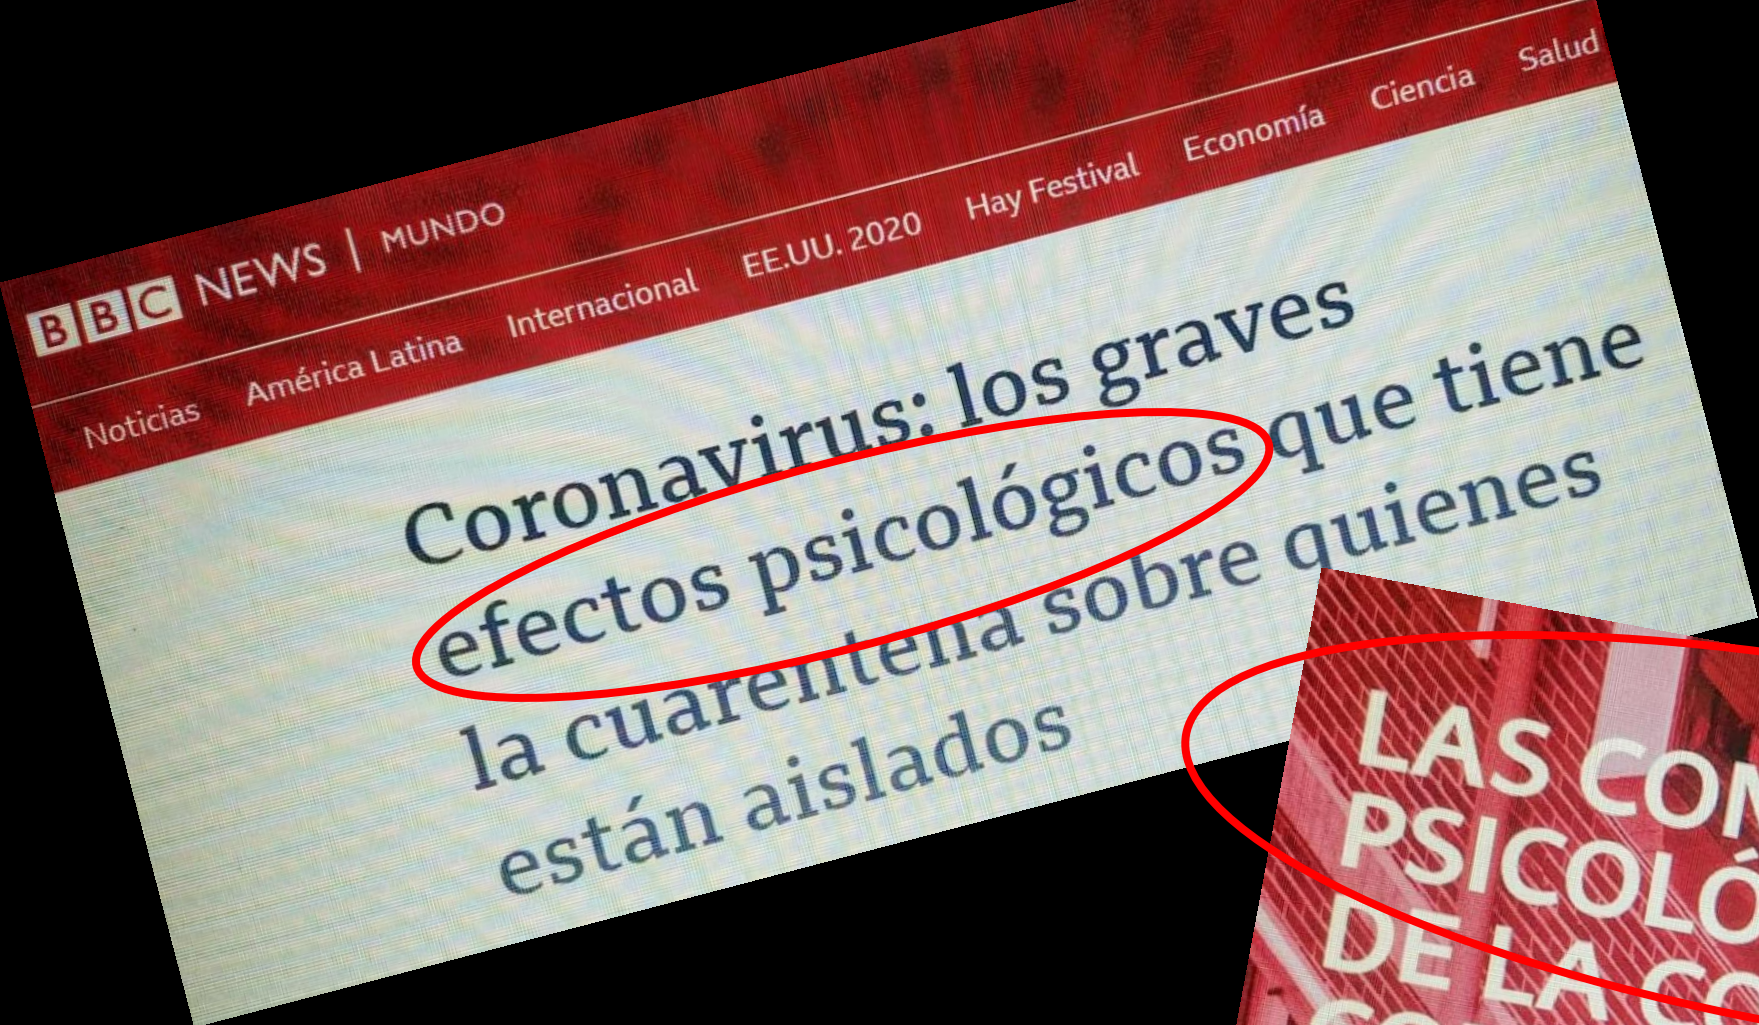 BBC NEWS | MUNDO
Noticias América Latina Internacional EE.UU. 2020 Hay Festival Economía Ciencia Salud
Coronavirus: los graves
efectos psicológicos que tiene
la cuarentena sobre quienes
están aislados
LAS
PSICOLÓ
DE LA